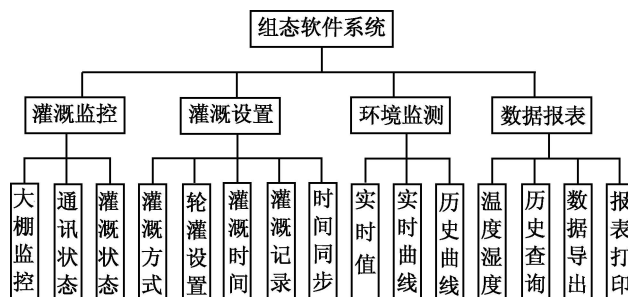 组态软件系统
灌溉监控
灌溉设置
环境监测
数据报表
大棚监控
通讯状态
灌溉状态
灌溉方式
轮灌设置
灌溉时间
灌溉记录
时间同步
实时值
实时曲线
历史曲线
温度湿度
历史查询
数据导出
报表打印